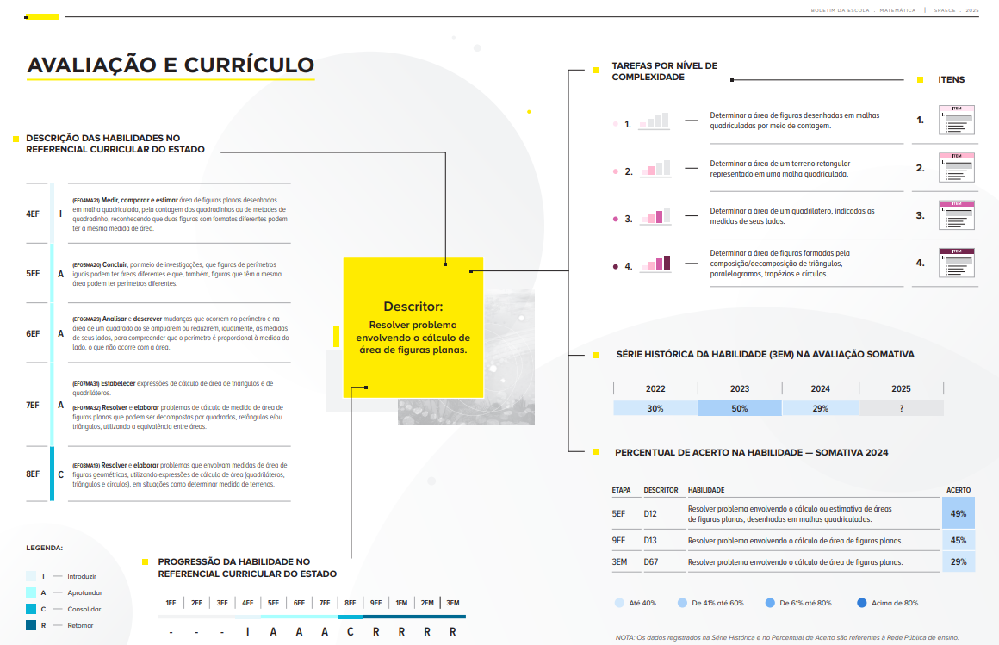 BOLETIM DA ESCOLA . MATEMÁTICA | SPAECE . 2025
AVALIAÇÃO E CURRÍCULO
DESCRIÇÃO DAS HABILIDADES NO
REFERENCIAL CURRICULAR DO ESTADO
4EF I
(EF04MA21) Medir, comparar e estimar área de figuras planas desenhadas
em malha quadriculada, pela contagem dos quadradinhos ou de metades de
quadradinho, reconhecendo que duas figuras com formatos diferentes podem
ter a mesma medida de área.
5EF A
(EF05MA20) Concluir, por meio de investigações, que figuras de perímetros
iguais podem ter áreas diferentes e que, também, figuras que têm a mesma
área podem ter perímetros diferentes.
6EF A
(EF06MA29) Analisar e descrever mudanças que ocorrem no perímetro e na
área de um quadrado ao se ampliarem ou reduzirem, igualmente, as medidas
de seus lados, para compreender que o perímetro é proporcional à medida do
lado, o que não ocorre com a área.
7EF A
(EF07MA31) Estabelecer expressões de cálculo de área de triângulos e de
quadriláteros.
(EF07MA32) Resolver e elaborar problemas de cálculo de medida de área de
figuras planas que podem ser decompostas por quadrados, retângulos e/ou
triângulos, utilizando a equivalência entre áreas.
8EF C
(EF08MA19) Resolver e elaborar problemas que envolvam medidas de área de
figuras geométricas, utilizando expressões de cálculo de área (quadriláteros,
triângulos e círculos), em situações como determinar medida de terrenos.
LEGENDA:
I — Introduzir
A — Aprofundar
C — Consolidar
R — Retomar
PROGRESSÃO DA HABILIDADE NO
REFERENCIAL CURRICULAR DO ESTADO
1EF | 2EF | 3EF | 4EF | 5EF | 6EF | 7EF | 8EF | 9EF | 1EM | 2EM | 3EM
- - - I A A A C R R R R
Descritor:
Resolver problema
envolvendo o cálculo de
área de figuras planas.
TAREFAS POR NÍVEL DE
COMPLEXIDADE
ITENS
1. — Determinar a área de figuras desenhadas em malhas
quadriculadas por meio de contagem.
1. ITEM
2. — Determinar a área de um terreno retangular
representado em uma malha quadriculada.
2. ITEM
3. — Determinar a área de um quadrilátero, indicadas as
medidas de seus lados.
3. ITEM
4. — Determinar a área de figuras formadas pela
composição/decomposição de triângulos,
paralelogramos, trapézios e círculos.
4. ITEM
SÉRIE HISTÓRICA DA HABILIDADE (3EM) NA AVALIAÇÃO SOMATIVA
2022 2023 2024 2025
30% 50% 29% ?
PERCENTUAL DE ACERTO NA HABILIDADE — SOMATIVA 2024
ETAPA DESCRITOR HABILIDADE ACERTO
5EF D12 Resolver problema envolvendo o cálculo ou estimativa de áreas
de figuras planas, desenhadas em malhas quadriculadas. 49%
9EF D13 Resolver problema envolvendo o cálculo de área de figuras planas. 45%
3EM D67 Resolver problema envolvendo o cálculo de área de figuras planas. 29%
Até 40% De 41% até 60% De 61% até 80% Acima de 80%
NOTA: Os dados registrados na Série Histórica e no Percentual de Acerto são referentes à Rede Pública de ensino.